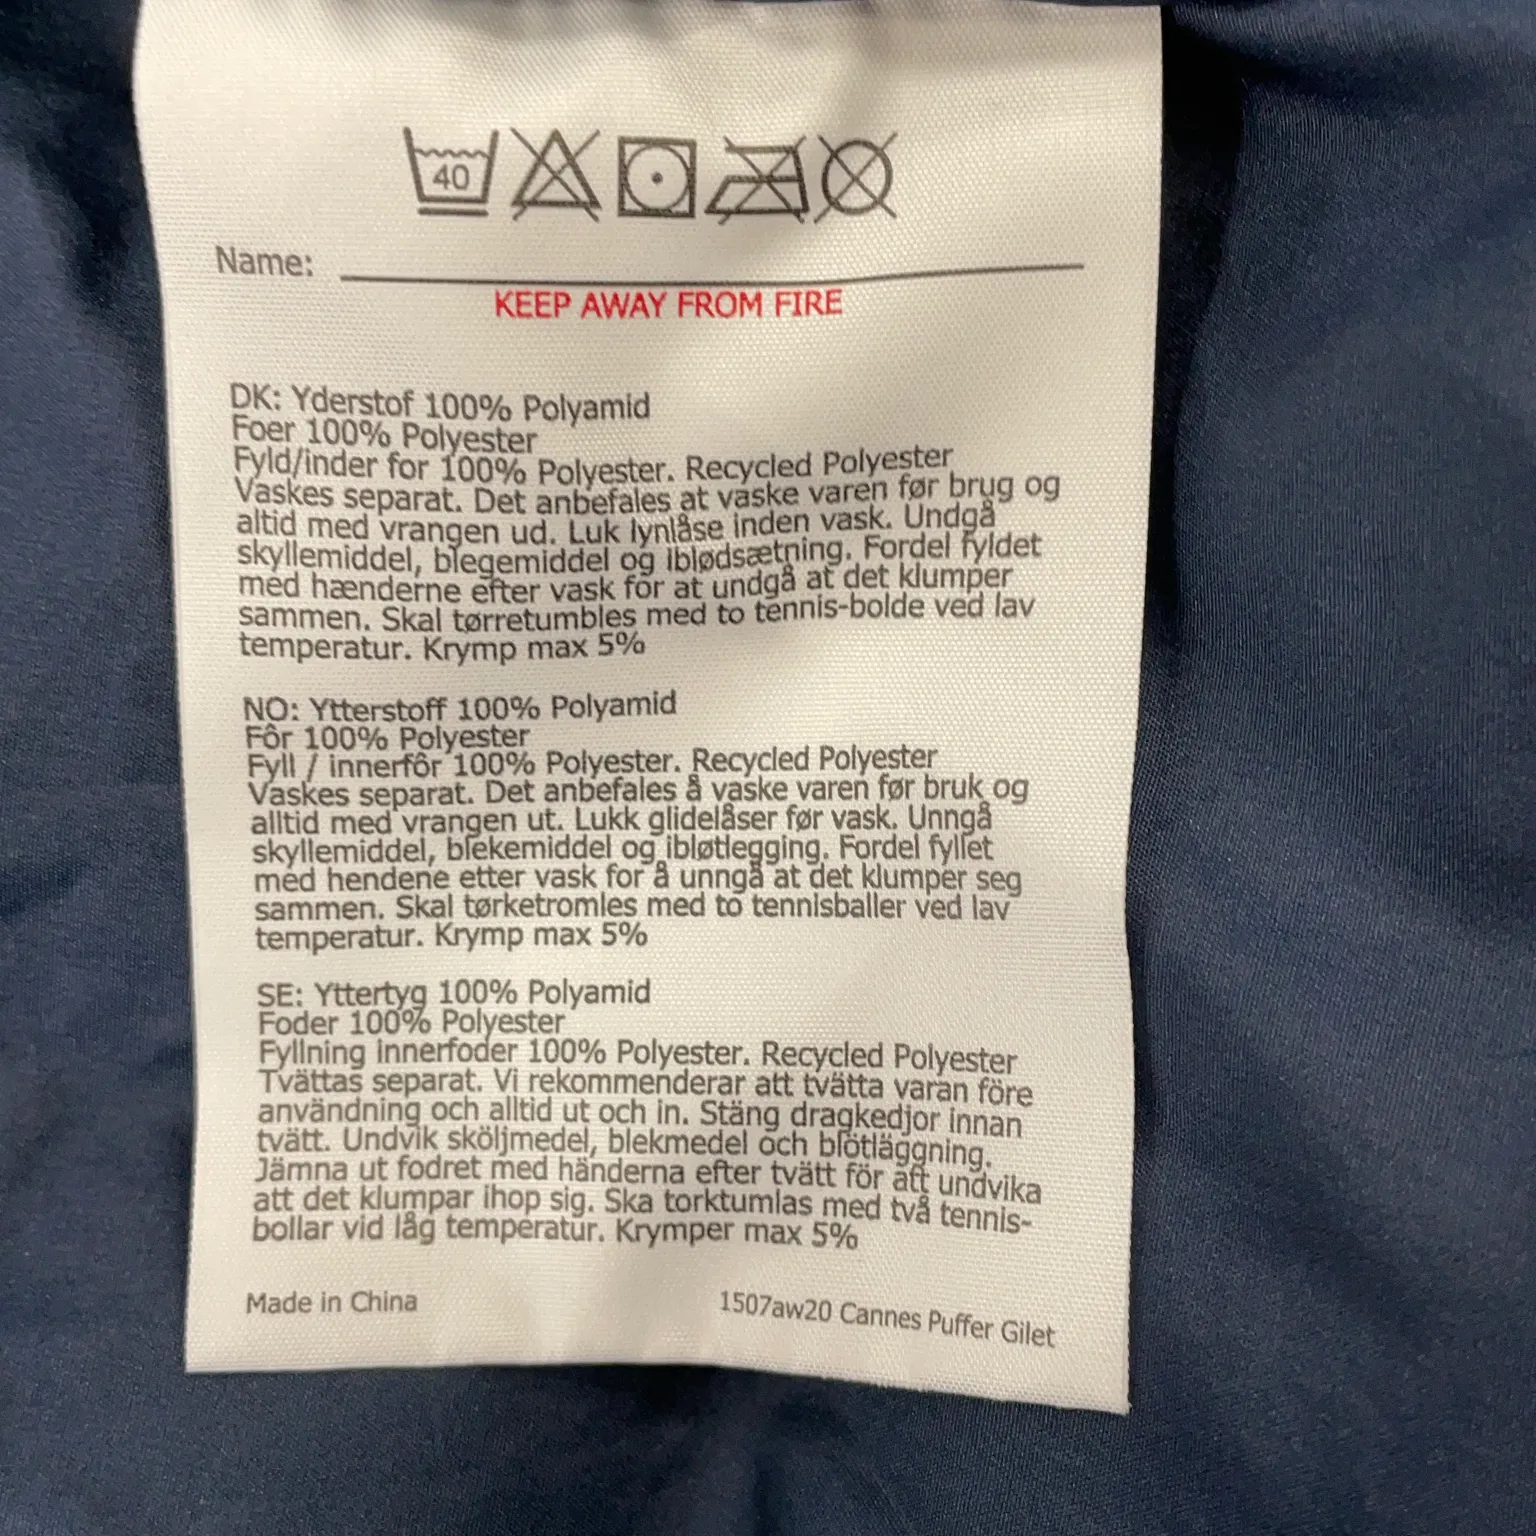 40
Name:
KEEP AWAY FROM FIRE
DK: Yderstof 100% Polyamid
Foer 100% Polyester
Fyld/inder for 100% Polyester. Recycled Polyester
Vaskes separat. Det anbefales at vaske varen før brug og
altid med vrangen ud. Luk lynlåse inden vask. Undgå
skyllemiddel, blegemiddel og iblødsætning. Fordel fyldet
med hænderne efter vask for at undgå at det klumper
sammen. Skal tørretumbles med to tennis-bolde ved lav
temperatur. Krymp max 5%
NO: Ytterstoff 100% Polyamid
Fôr 100% Polyester
Fyll / innerfôr 100% Polyester. Recycled Polyester
Vaskes separat. Det anbefales å vaske varen før bruk og
alltid med vrangen ut. Lukk glidelåser før vask. Unngå
skyllemiddel, blekemiddel og ibløtlegging. Fordel fyllet
med hendene etter vask for å unngå at det klumper seg
sammen. Skal tørketromles med to tennisballer ved lav
temperatur. Krymp max 5%
SE: Yttertyg 100% Polyamid
Foder 100% Polyester
Fyllning innerfoder 100% Polyester. Recycled Polyester
Tvättas separat. Vi rekommenderar att tvätta varan före
användning och alltid ut och in. Stäng dragkedjor innan
tvätt. Undvik sköljmedel, blekmedel och blötläggning.
Jämna ut fodret med händerna efter tvätt för att undvika
att det klumpar ihop sig. Ska torktumlas med två tennis-
bollar vid låg temperatur. Krymper max 5%
Made in China
1507aw20 Cannes Puffer Gilet